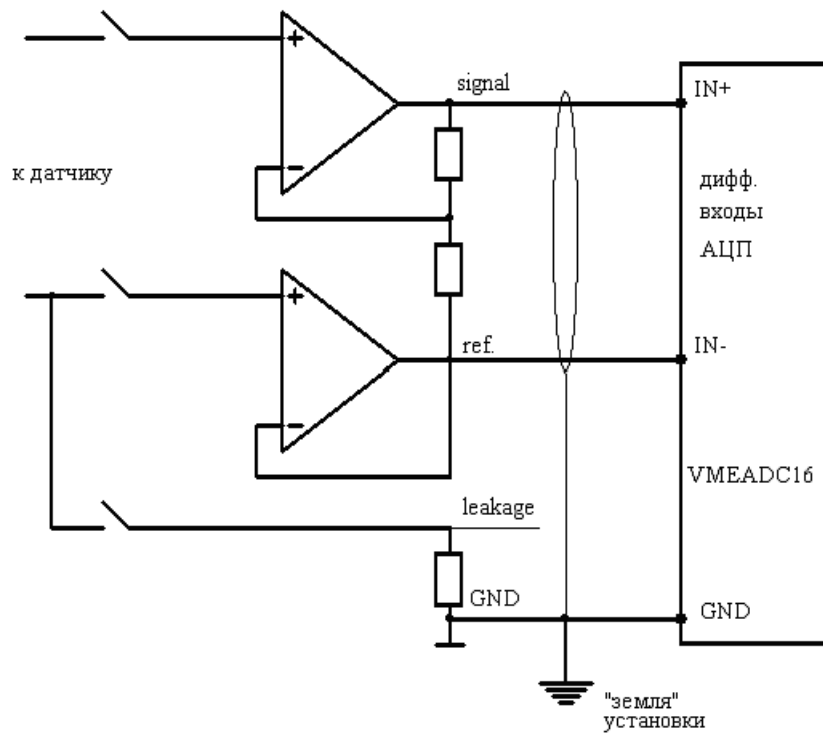 signal
IN+
к датчику
дифф.
входы
АЦП
ref.
IN-
VMEADC16
leakage
GND
GND
"земля"
установки